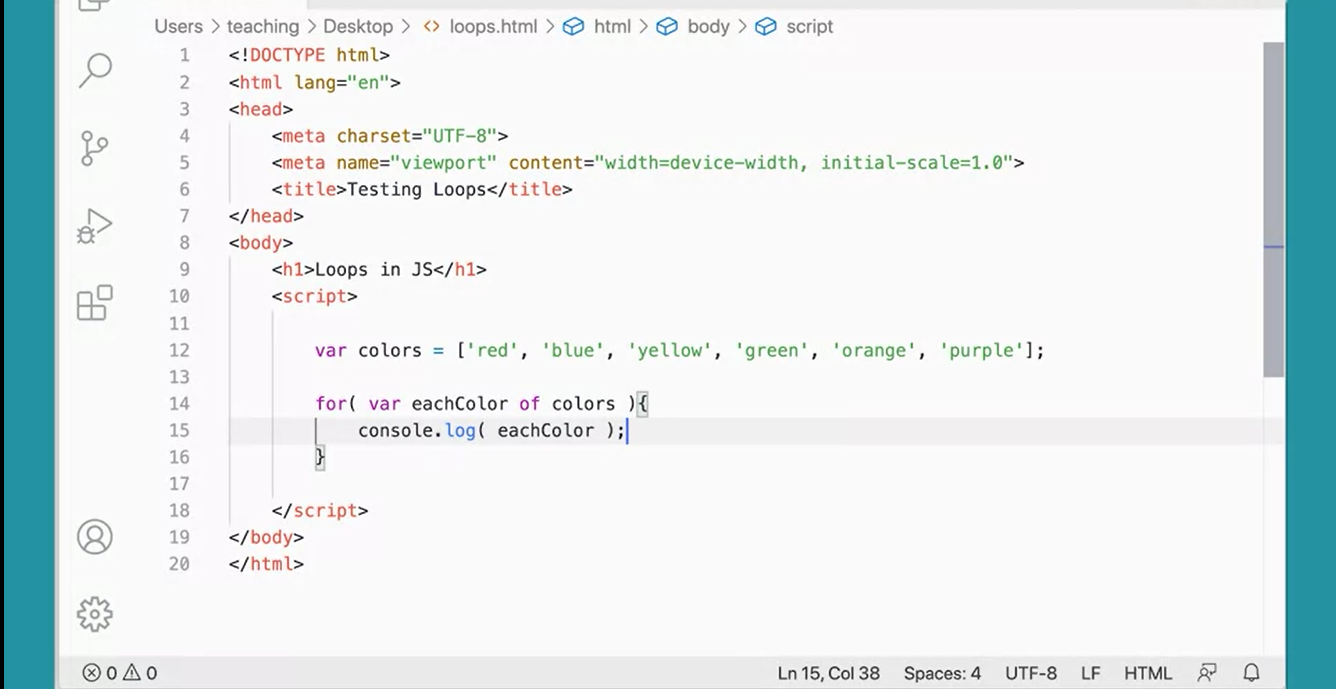 Users > teaching > Desktop > <> loops.html > html > body > script
1 <!DOCTYPE html>
2 <html lang="en">
3 <head>
4     <meta charset="UTF-8">
5     <meta name="viewport" content="width=device-width, initial-scale=1.0">
6     <title>Testing Loops</title>
7 </head>
8 <body>
9     <h1>Loops in JS</h1>
10     <script>
11
12         var colors = ['red', 'blue', 'yellow', 'green', 'orange', 'purple'];
13
14         for( var eachColor of colors ){
15             console.log( eachColor );
16         }
17
18     </script>
19 </body>
20 </html>
0 0 Ln 15, Col 38 Spaces: 4 UTF-8 LF HTML